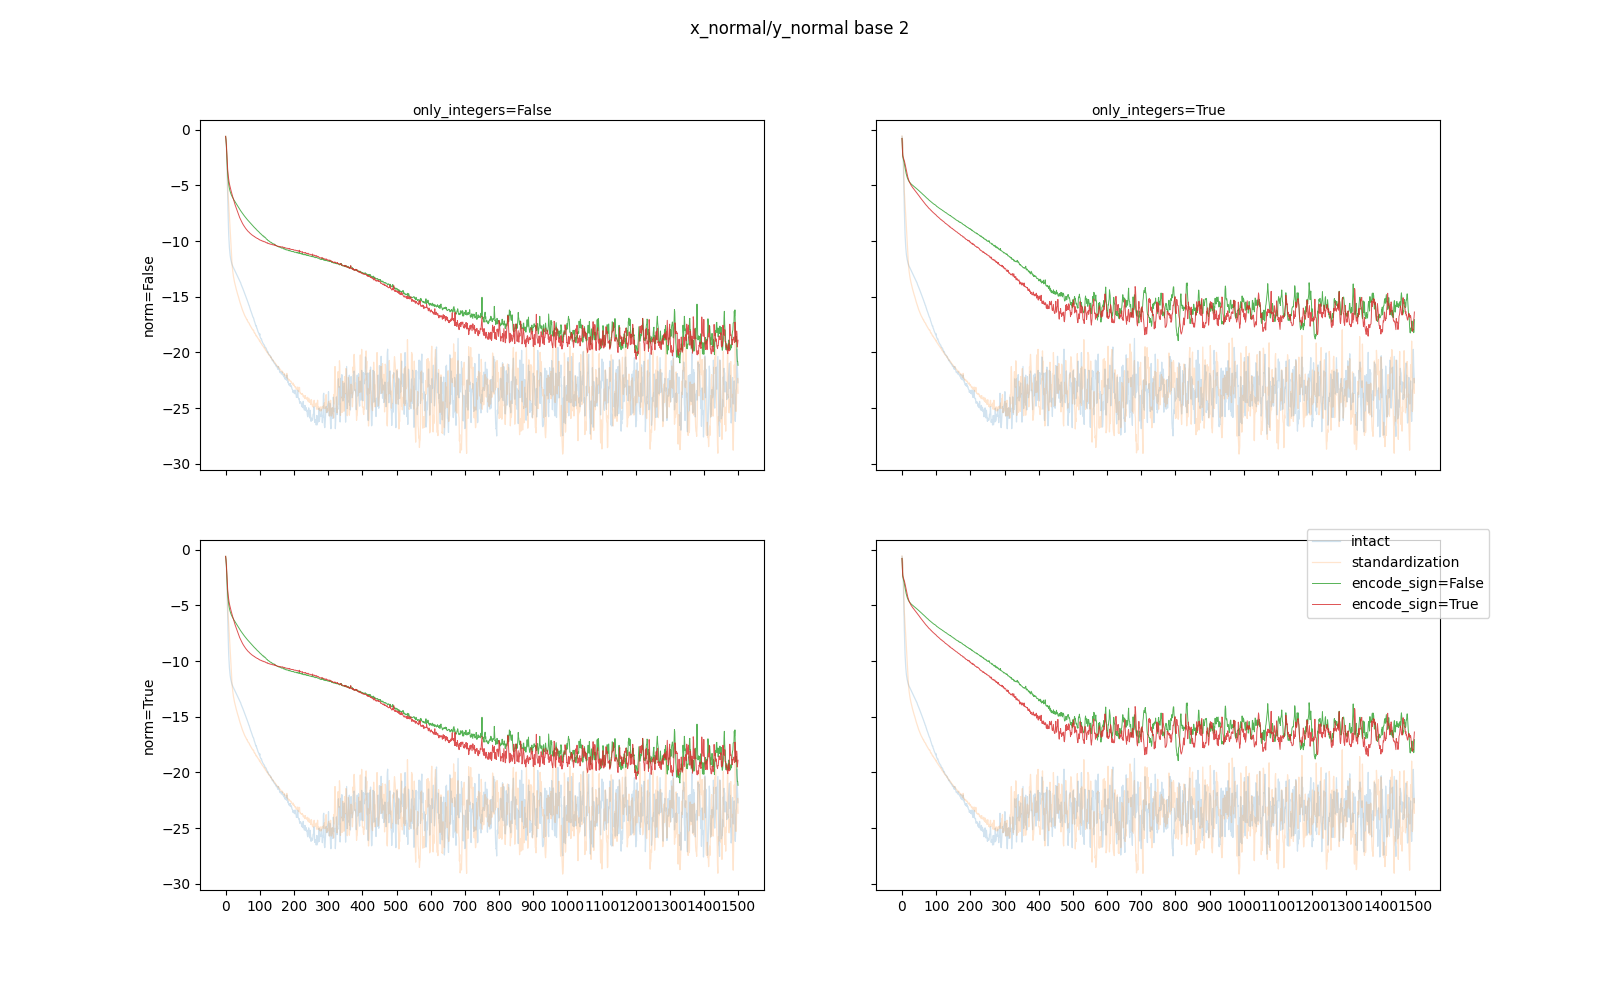 x_normal/y_normal base 2
only_integers=False
only_integers=True
0
−5
−10
−15
−20
−25
−30
norm=False
0 100 200 300 400 500 600 700 800 900 1000 1100 1200 1300 1400 1500
0
−5
−10
−15
−20
−25
−30
norm=True
0 100 200 300 400 500 600 700 800 900 1000 1100 1200 1300 1400 1500
intact
standardization
encode_sign=False
encode_sign=True